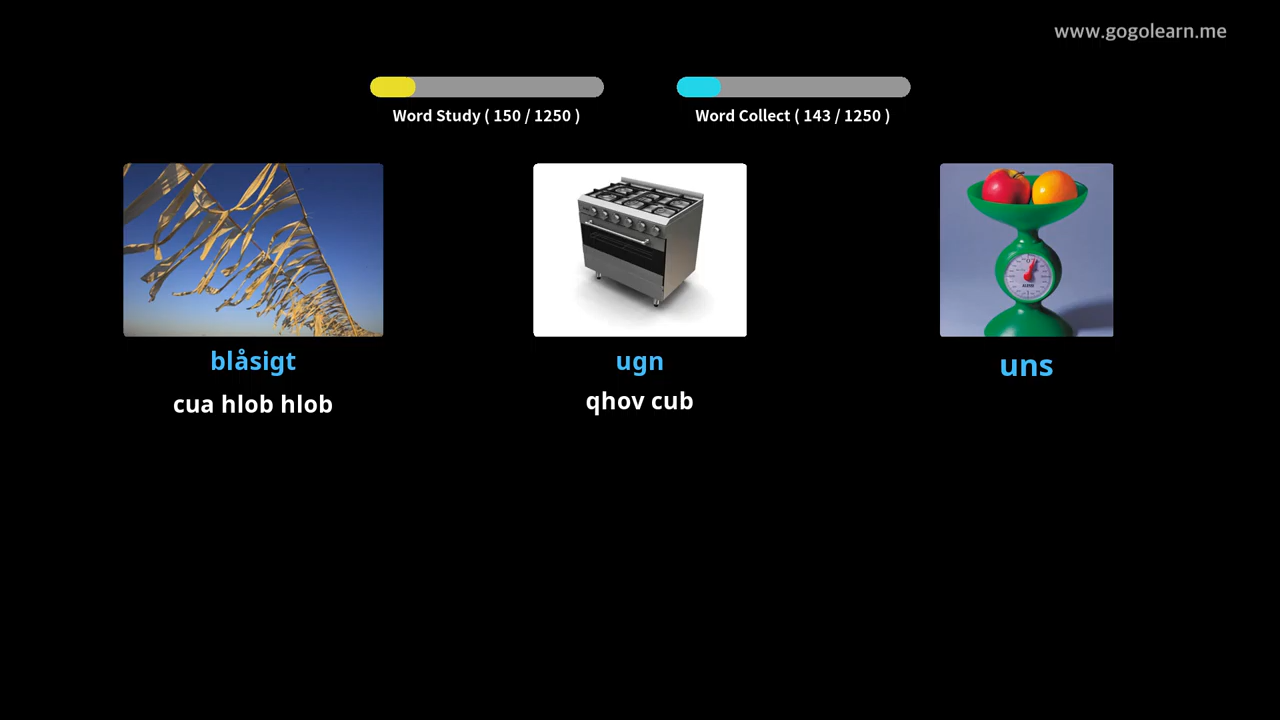 www.gogolearn.me
Word Study ( 150 / 1250 )
Word Collect ( 143 / 1250 )
blåsigt
ugn
uns
cua hlob hlob
qhov cub